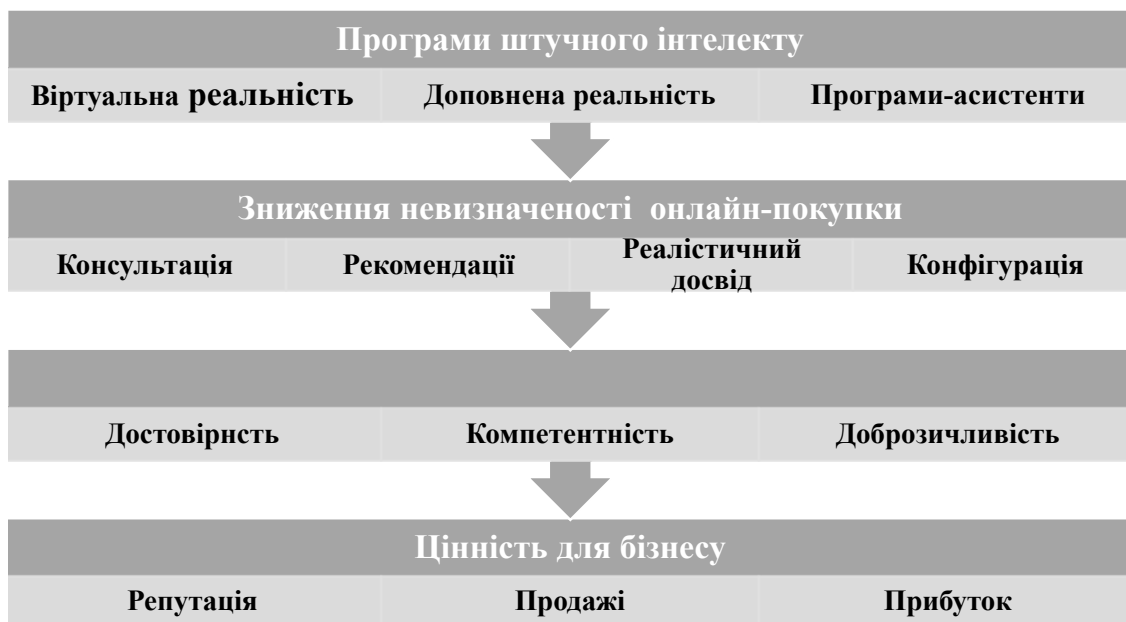 Програми штучного інтелекту
Віртуальна реальність Доповнена реальність Програми-асистенти
Зниження невизначеності онлайн-покупки
Консультація Рекомендації Реалістичний досвід Конфігурація
Достовірнсть Компетентність Доброзичливість
Цінність для бізнесу
Репутація Продажі Прибуток